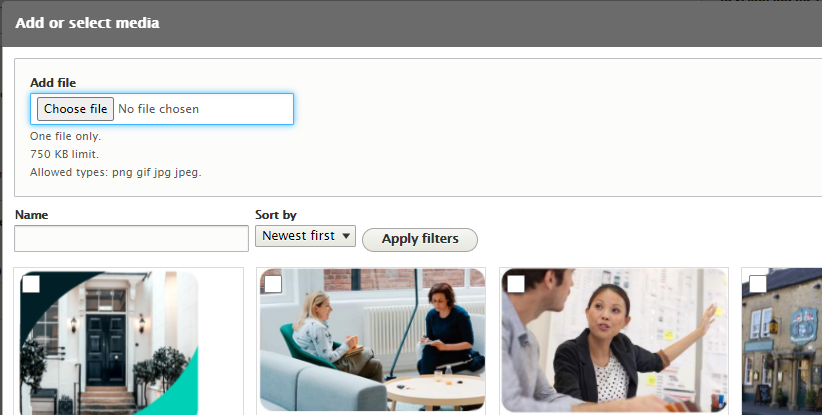 Add or select media
Add file
Choose file No file chosen
One file only.
750 KB limit.
Allowed types: png gif jpg jpeg.
Name
Sort by
Newest first
Apply filters